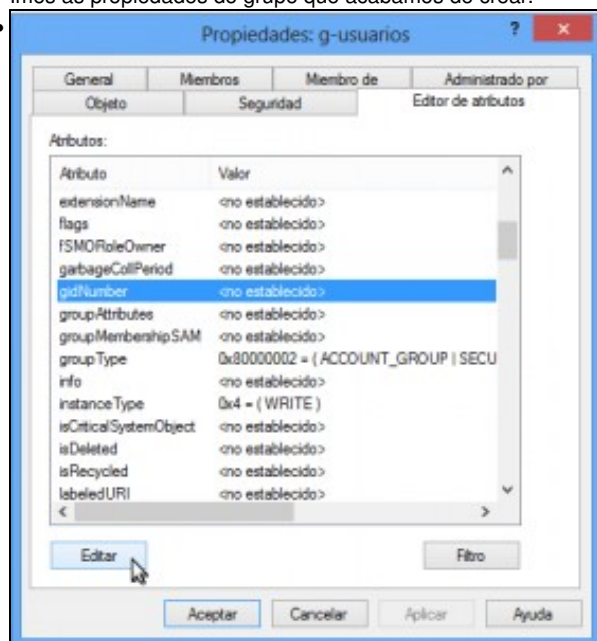 imos as propiedades do grupo que acabamos de crear:
Propiedades: g-usuarios
General Miembros Miembro de Administrado por
Objeto Seguridad Editor de atributos
Atributos:
Atributo Valor
extensionName <no establecido>
flags <no establecido>
fSMORoleOwner <no establecido>
garbageCollPeriod <no establecido>
gidNumber <no establecido>
groupAttributes <no establecido>
groupMembershipSAM <no establecido>
groupType 0x80000002 = ( ACCOUNT_GROUP | SECU
info <no establecido>
instanceType 0x4 = ( WRITE )
isCriticalSystemObject <no establecido>
isDeleted <no establecido>
isRecycled <no establecido>
labeledURI <no establecido>
Editar Filtro
Aceptar Cancelar Aplicar Ayuda